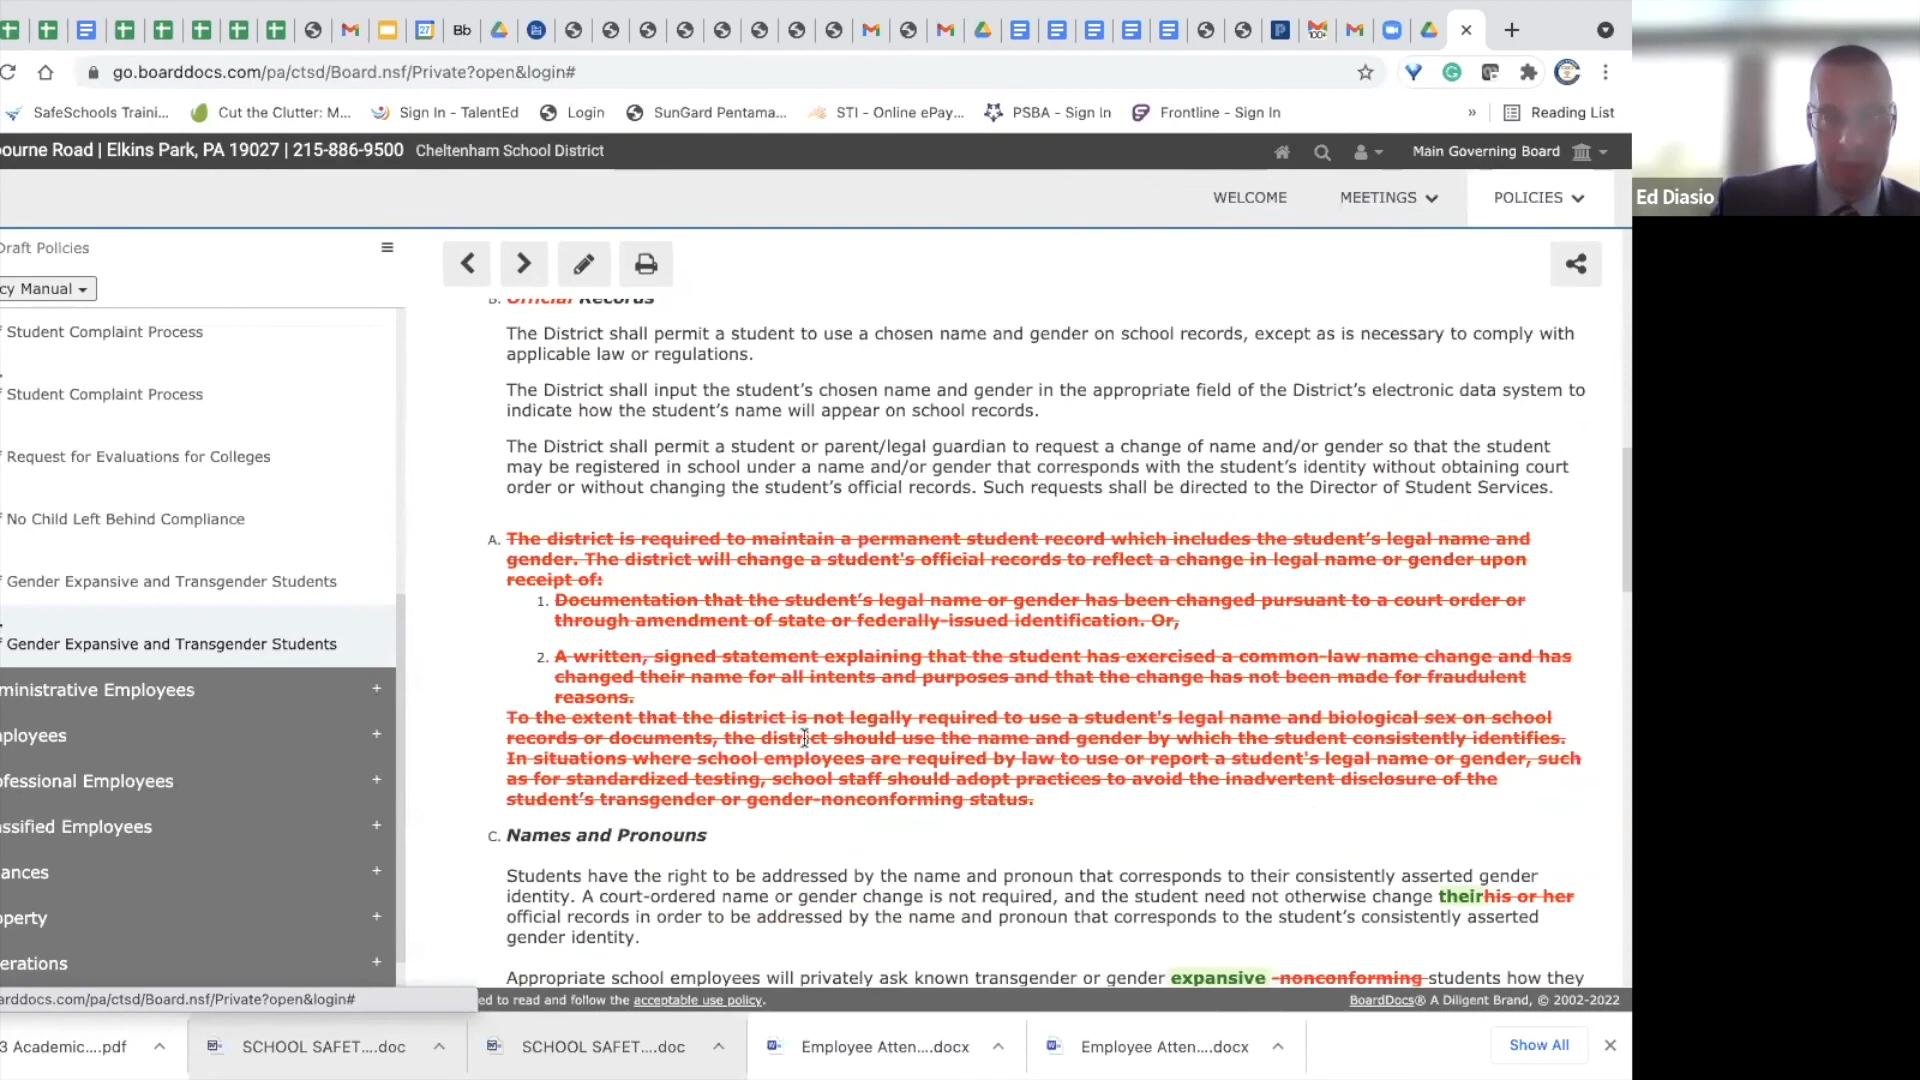 27
Bb
100+
go.boarddocs.com/pa/ctsd/Board.nsf/Private?open&login#
SafeSchools Traini...
Cut the Clutter: M...
Sign In - TalentEd
Login
SunGard Pentama...
STI - Online ePay...
PSBA - Sign In
Frontline - Sign In
»
Reading List
ourne Road | Elkins Park, PA 19027 | 215-886-9500 Cheltenham School District
Main Governing Board
WELCOME
MEETINGS
POLICIES
Ed Diasio
Draft Policies
cy Manual
Student Complaint Process
Student Complaint Process
Request for Evaluations for Colleges
No Child Left Behind Compliance
Gender Expansive and Transgender Students
Gender Expansive and Transgender Students
ministrative Employees +
ployees +
ofessional Employees +
assified Employees +
ances +
operty +
erations +
B. Official Records
The District shall permit a student to use a chosen name and gender on school records, except as is necessary to comply with
applicable law or regulations.
The District shall input the student’s chosen name and gender in the appropriate field of the District’s electronic data system to
indicate how the student’s name will appear on school records.
The District shall permit a student or parent/legal guardian to request a change of name and/or gender so that the student
may be registered in school under a name and/or gender that corresponds with the student’s identity without obtaining court
order or without changing the student’s official records. Such requests shall be directed to the Director of Student Services.
A. The district is required to maintain a permanent student record which includes the student’s legal name and
gender. The district will change a student's official records to reflect a change in legal name or gender upon
receipt of:
1. Documentation that the student’s legal name or gender has been changed pursuant to a court order or
through amendment of state or federally-issued identification. Or,
2. A written, signed statement explaining that the student has exercised a common-law name change and has
changed their name for all intents and purposes and that the change has not been made for fraudulent
reasons.
To the extent that the district is not legally required to use a student's legal name and biological sex on school
records or documents, the district should use the name and gender by which the student consistently identifies.
In situations where school employees are required by law to use or report a student's legal name or gender, such
as for standardized testing, school staff should adopt practices to avoid the inadvertent disclosure of the
student’s transgender or gender-nonconforming status.
C. Names and Pronouns
Students have the right to be addressed by the name and pronoun that corresponds to their consistently asserted gender
identity. A court-ordered name or gender change is not required, and the student need not otherwise change theirhis or her
official records in order to be addressed by the name and pronoun that corresponds to the student’s consistently asserted
gender identity.
Appropriate school employees will privately ask known transgender or gender expansive -nonconforming students how they
arddocs.com/pa/ctsd/Board.nsf/Private?open&login#
ed to read and follow the acceptable use policy.
BoardDocs® A Diligent Brand, © 2002-2022
3 Academic....pdf
SCHOOL SAFET....doc
SCHOOL SAFET....doc
Employee Atten....docx
Employee Atten....docx
Show All